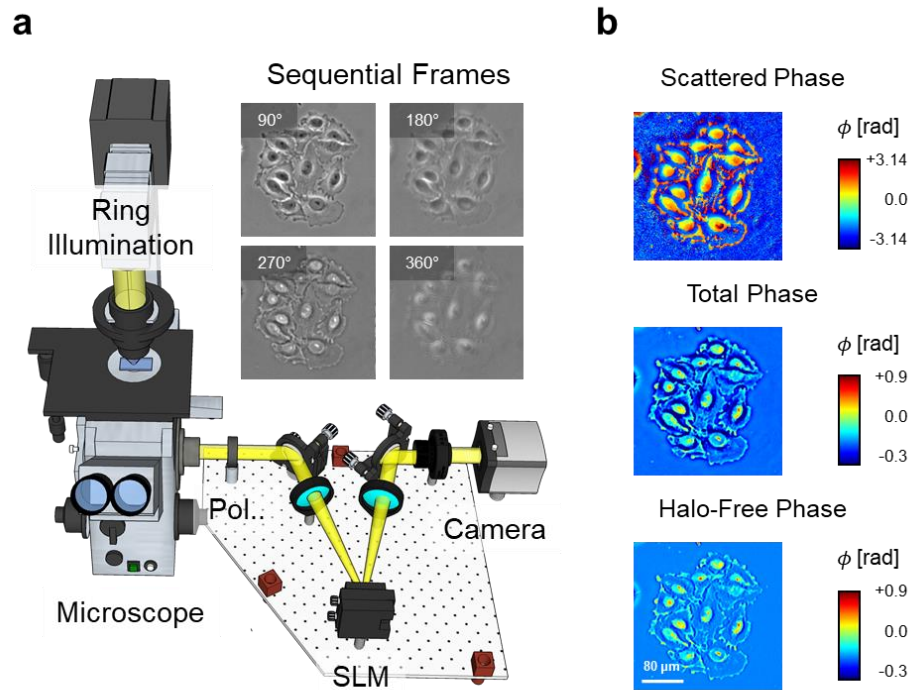 a
Sequential Frames
90°
180°
270°
360°
Ring
Illumination
Pol..
Camera
Microscope
SLM
b
Scattered Phase
ϕ [rad]
+3.14
0.0
-3.14
Total Phase
ϕ [rad]
+0.9
0.0
-0.3
Halo-Free Phase
ϕ [rad]
+0.9
0.0
-0.3
80 µm